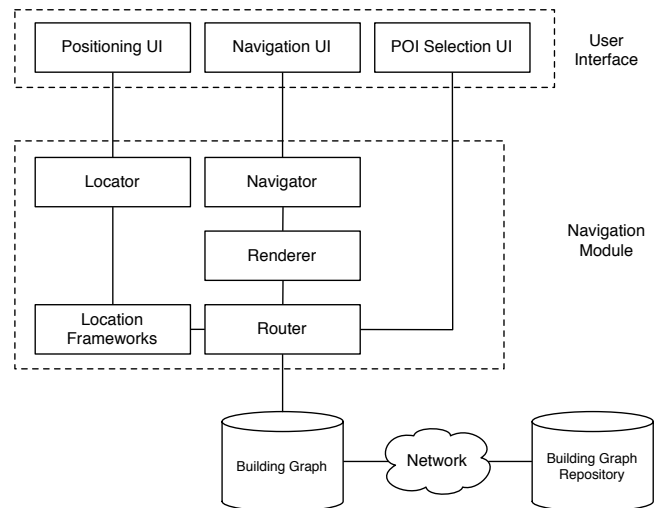 Positioning UI
Navigation UI
POI Selection UI
User
Interface
Locator
Navigator
Renderer
Navigation
Module
Location
Frameworks
Router
Building Graph
Network
Building Graph
Repository